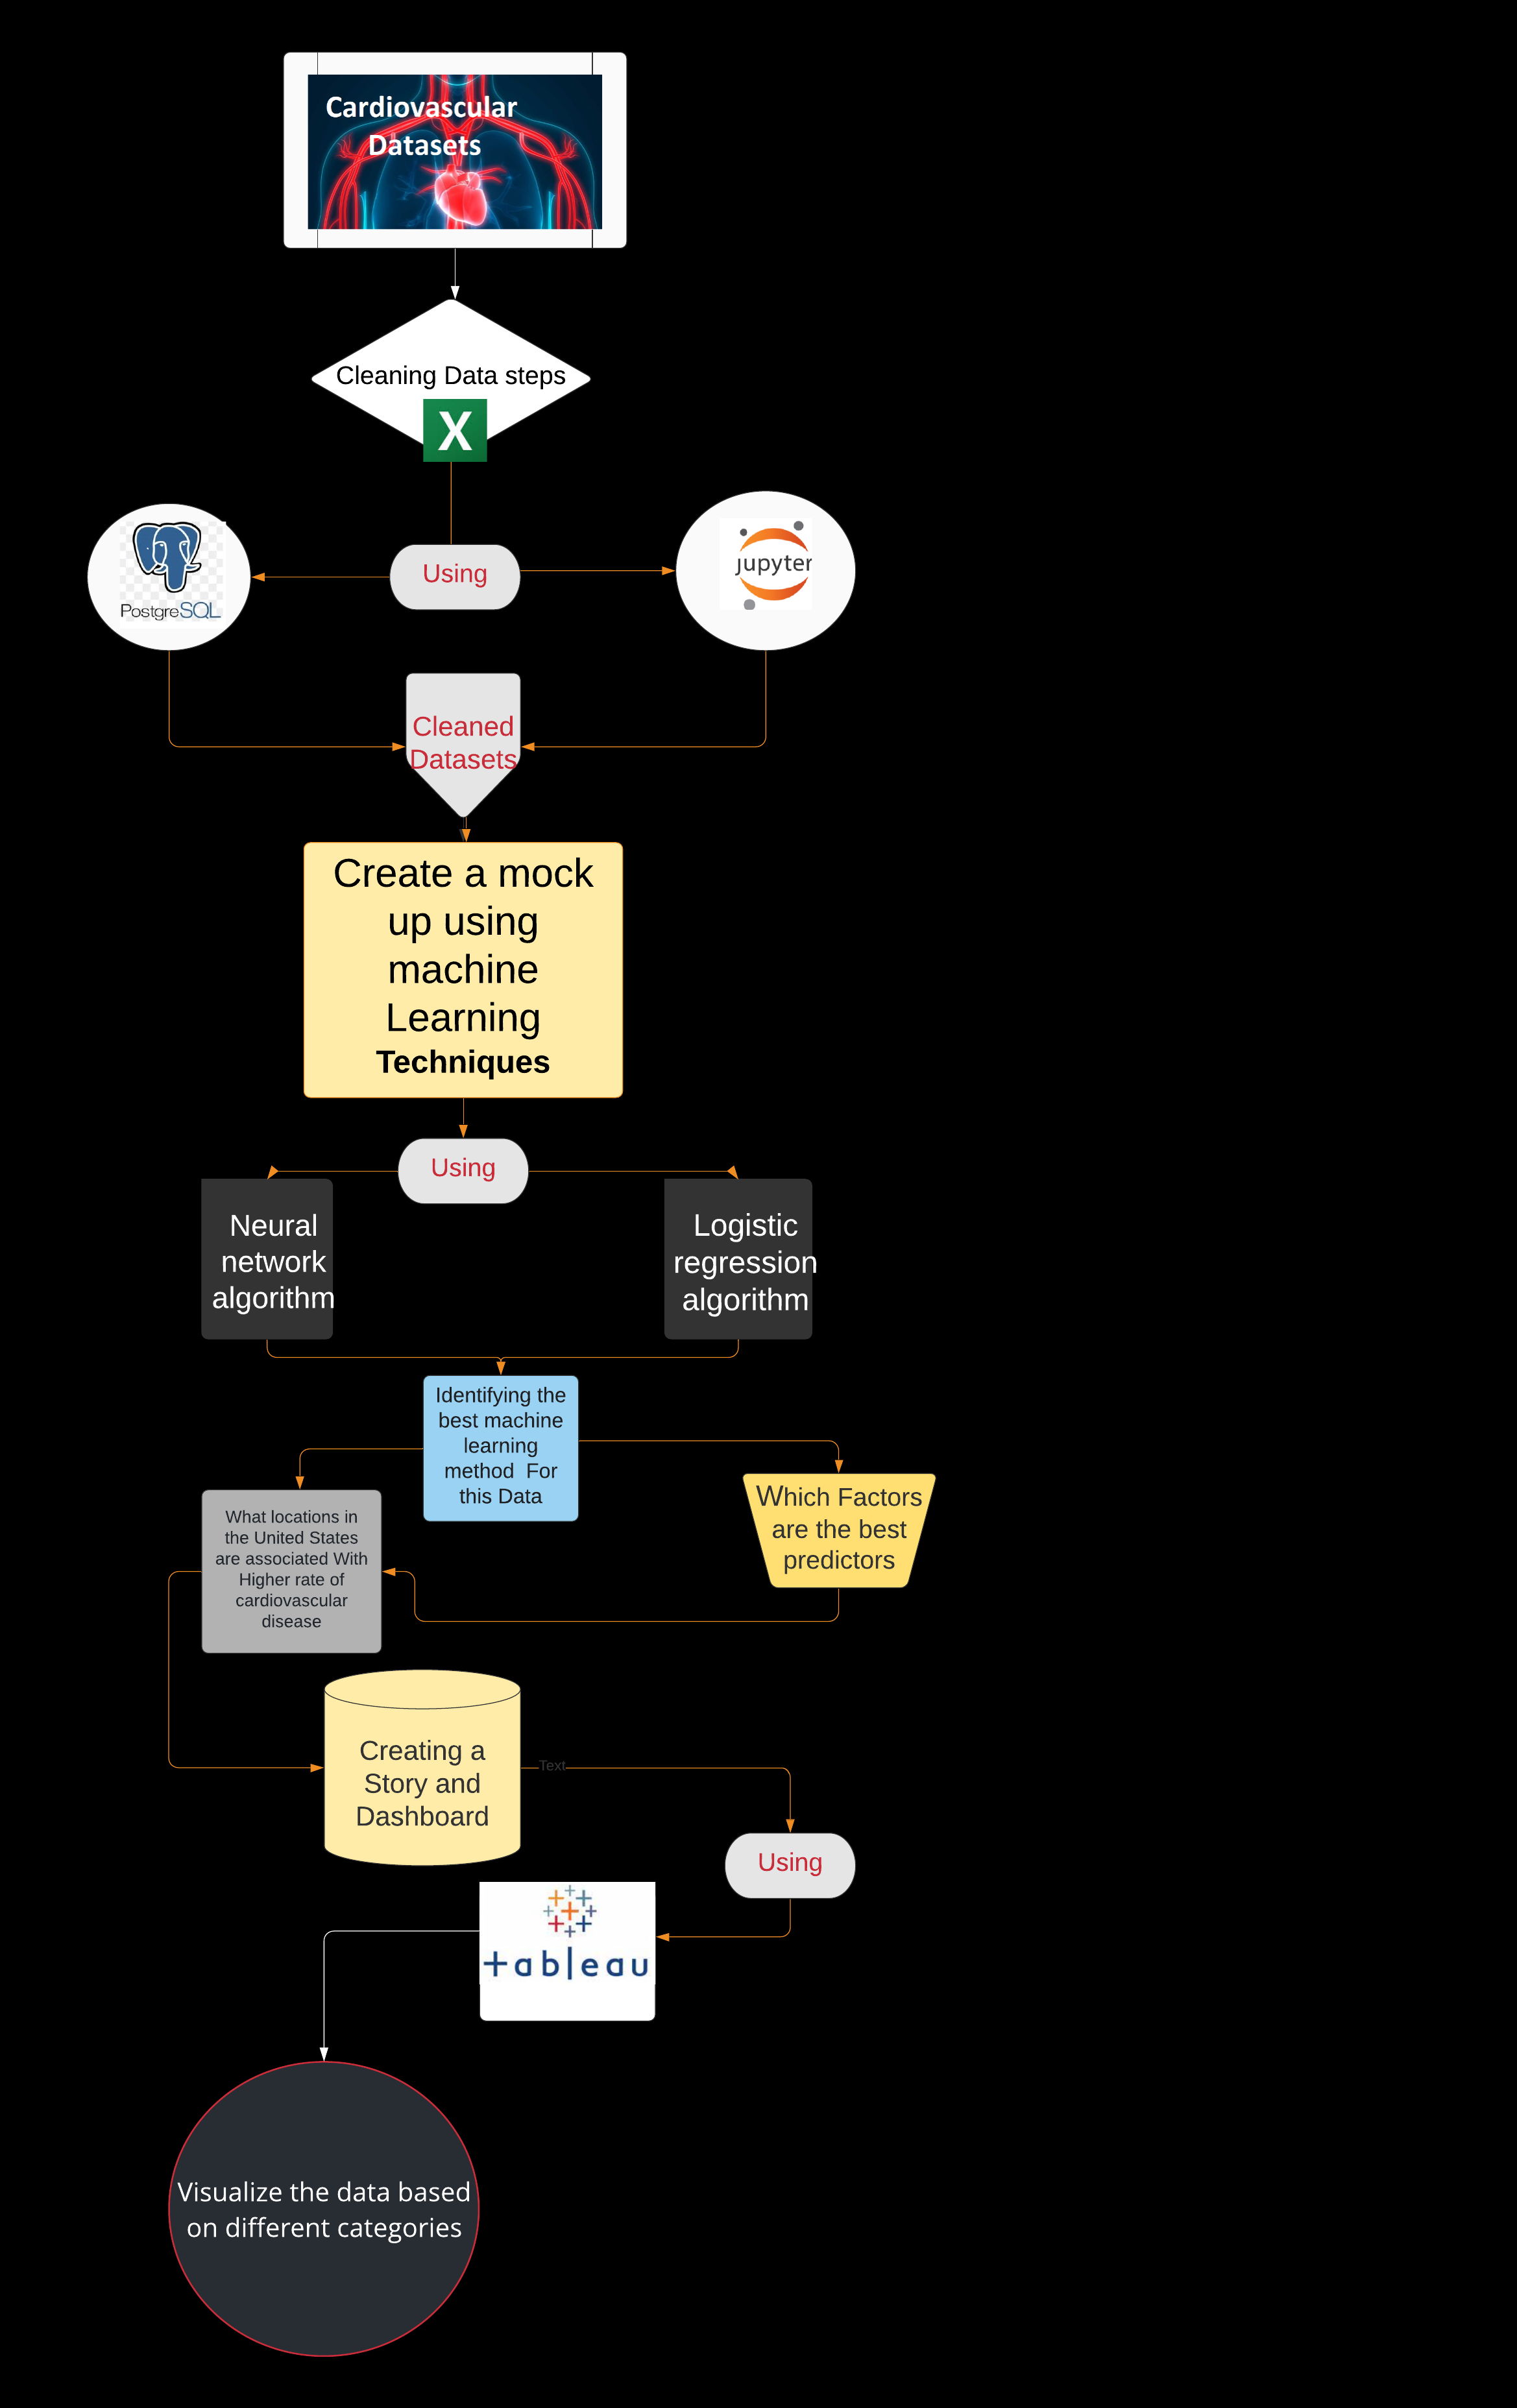 Cardiovascular
Datasets
Cleaning Data steps
X
Using
PostgreSQL
jupyter
Cleaned
Datasets
Create a mock
up using
machine
Learning
Techniques
Using
Neural
network
algorithm
Logistic
regression
algorithm
Identifying the
best machine
learning
method For
this Data
Which Factors
are the best
predictors
What locations in
the United States
are associated With
Higher rate of
cardiovascular
disease
Creating a
Story and
Dashboard
Text
Using
+ableau
Visualize the data based
on different categories